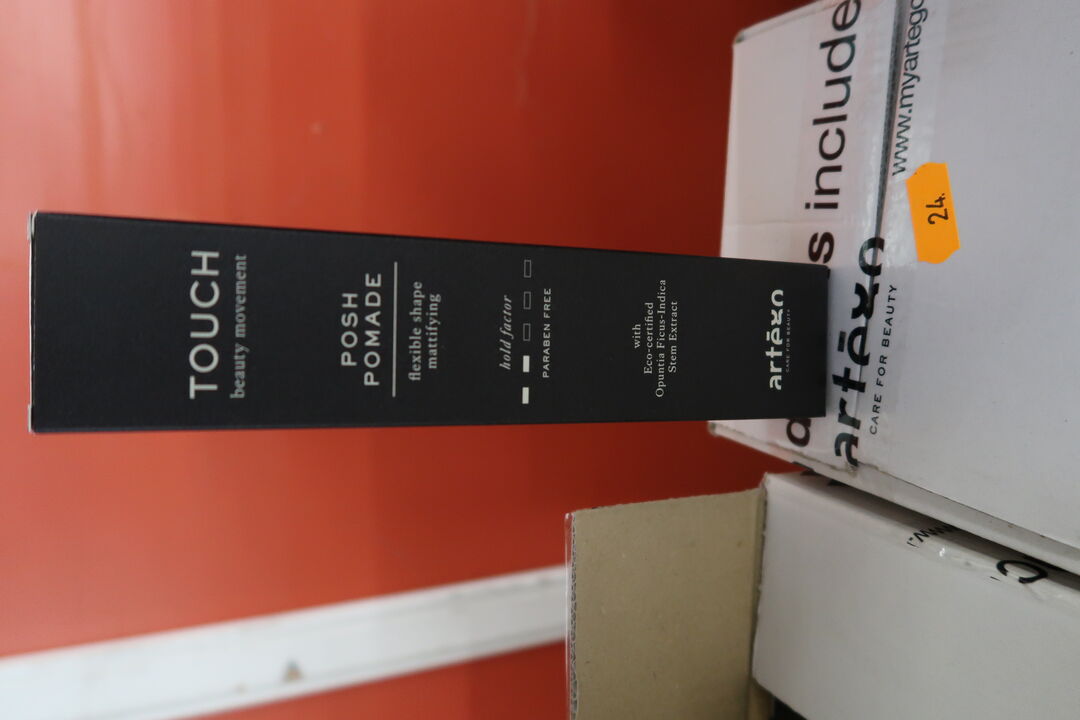 TOUCH
beauty movement
POSH
POMADE
flexible shape
mattifying
hold factor
PARABEN FREE
with
Eco-certified
Opuntia Ficus-Indica
Stem Extract
artègo
CARE FOR BEAUTY
s include
www.myartego
24.
artègo
CARE FOR BEAUTY